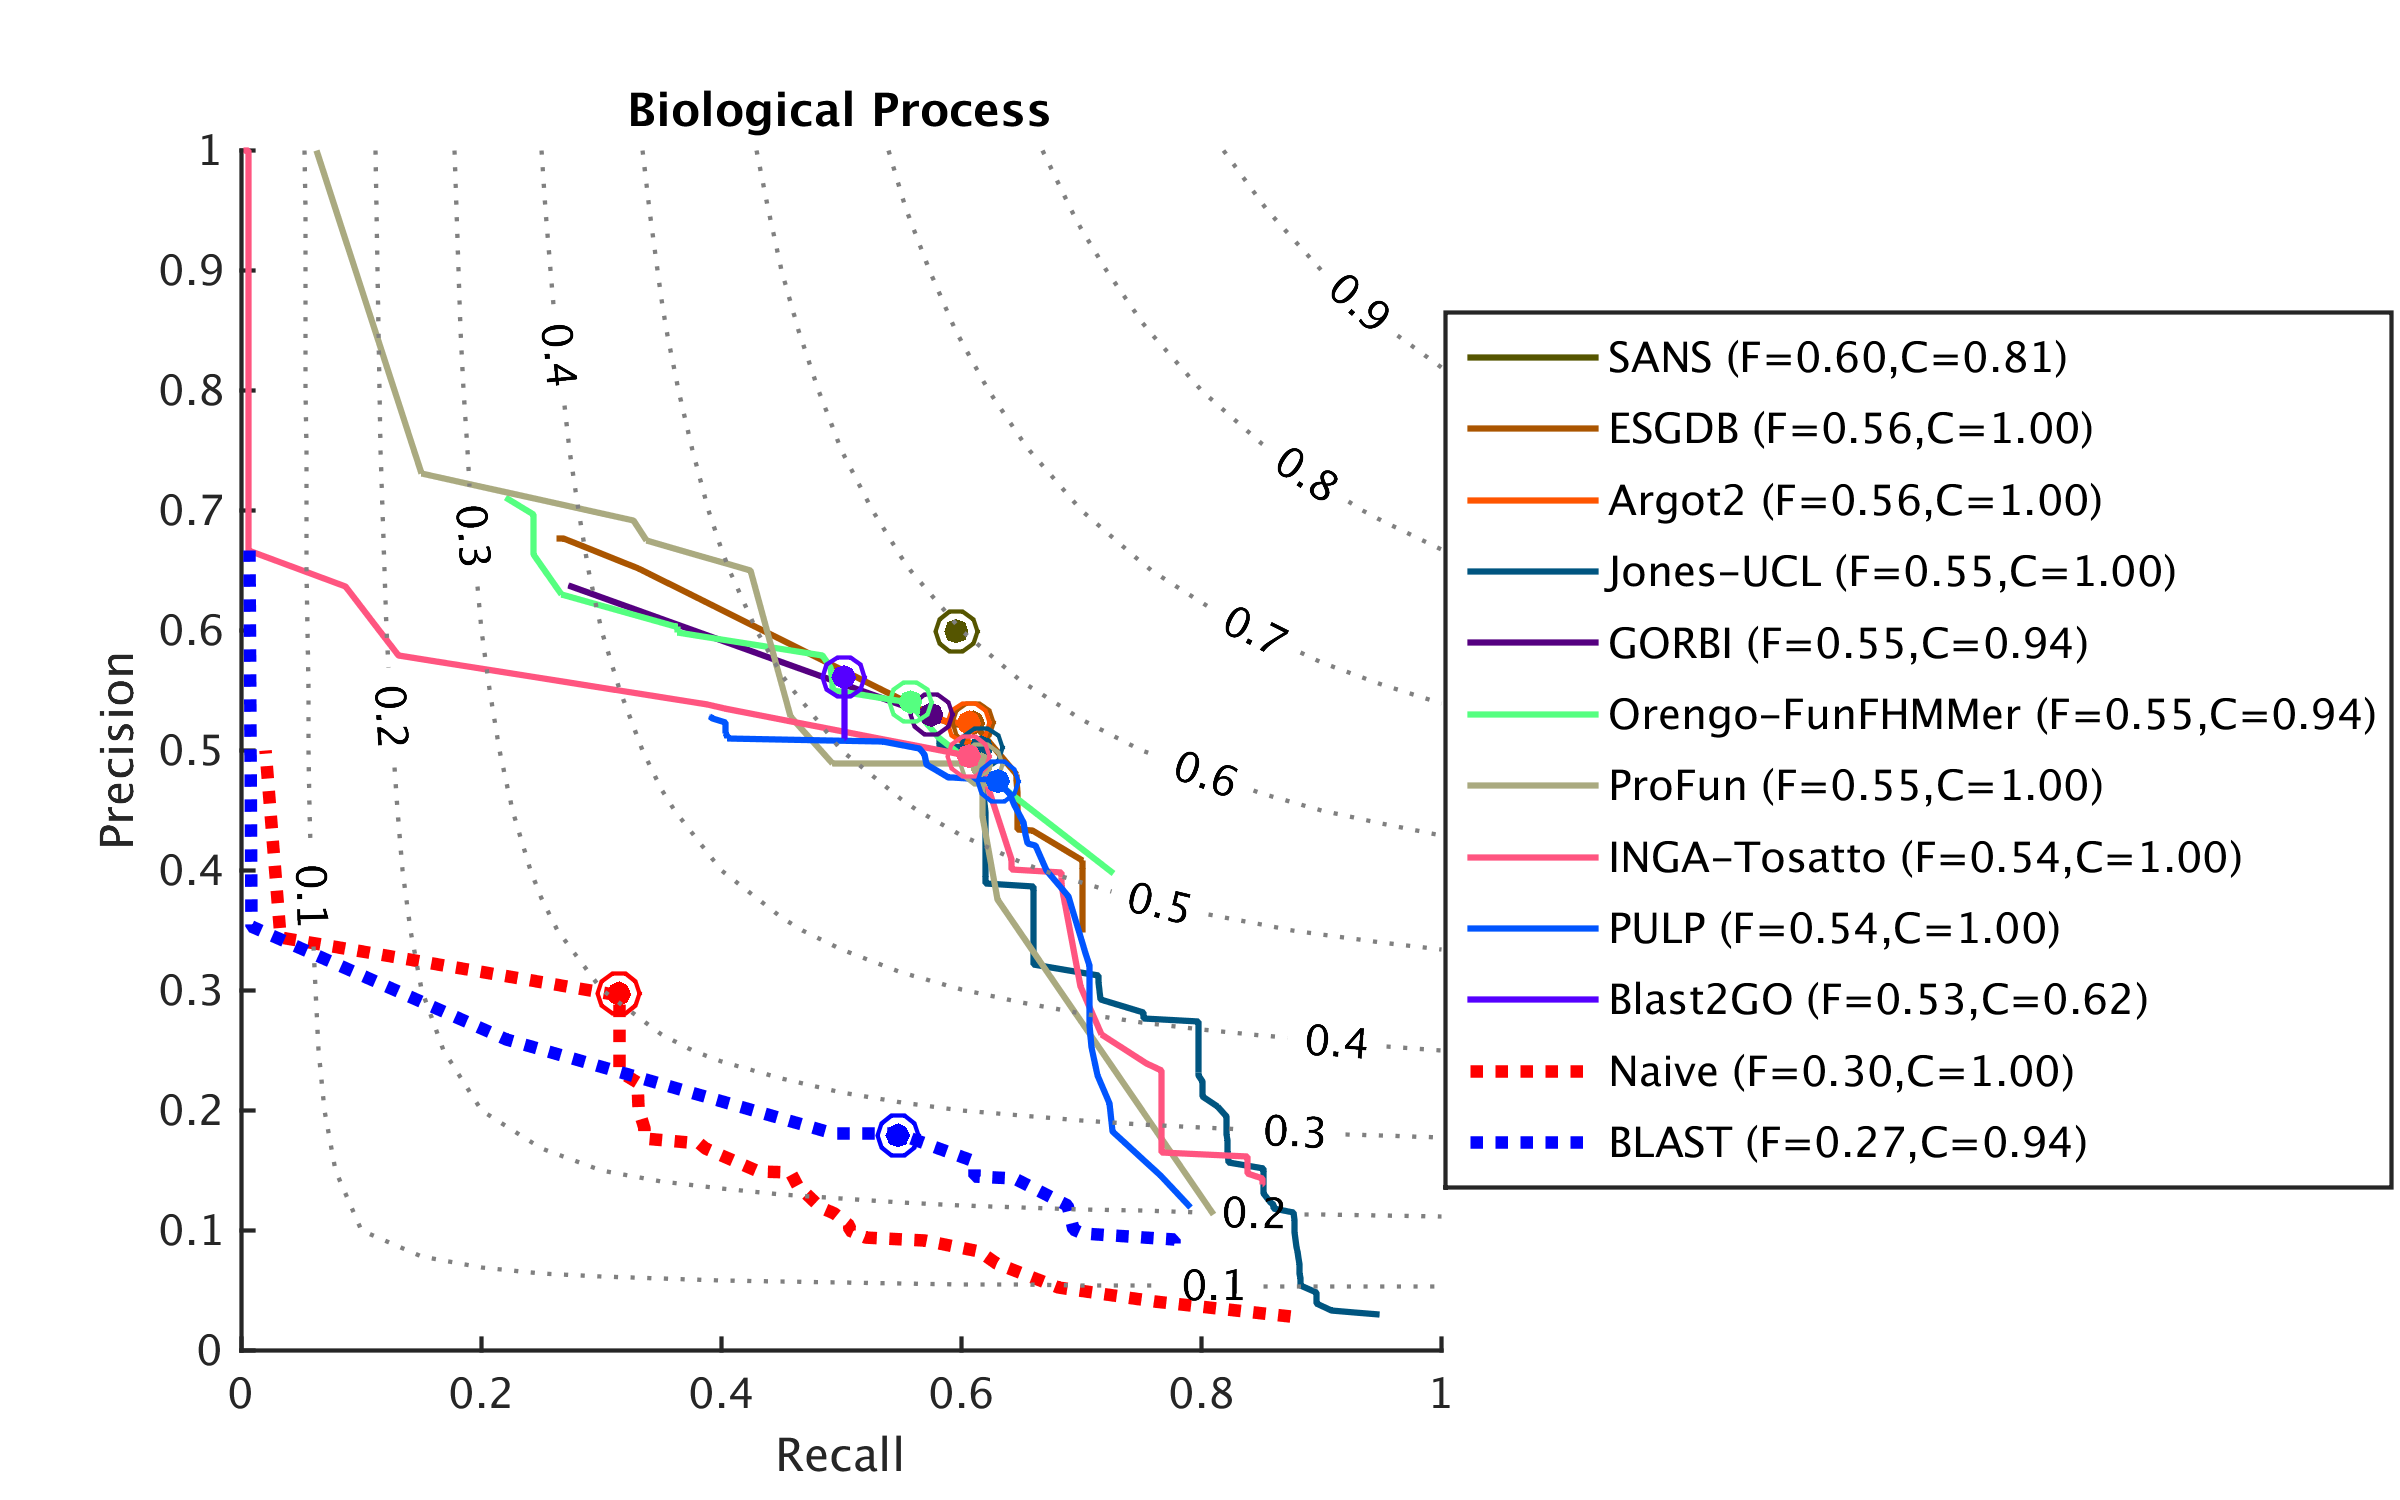 Biological Process
1
0.9
0.8
0.7
0.6
0.5
0.4
0.3
0.2
0.1
0
Precision
0
0.2
0.4
0.6
0.8
1
Recall
0.1
0.2
0.3
0.4
0.9
0.8
0.7
0.6
0.5
0.4
0.3
0.2
0.1
SANS (F=0.60,C=0.81)
ESGDB (F=0.56,C=1.00)
Argot2 (F=0.56,C=1.00)
Jones-UCL (F=0.55,C=1.00)
GORBI (F=0.55,C=0.94)
Orengo-FunFHMMer (F=0.55,C=0.94)
ProFun (F=0.55,C=1.00)
INGA-Tosatto (F=0.54,C=1.00)
PULP (F=0.54,C=1.00)
Blast2GO (F=0.53,C=0.62)
Naive (F=0.30,C=1.00)
BLAST (F=0.27,C=0.94)